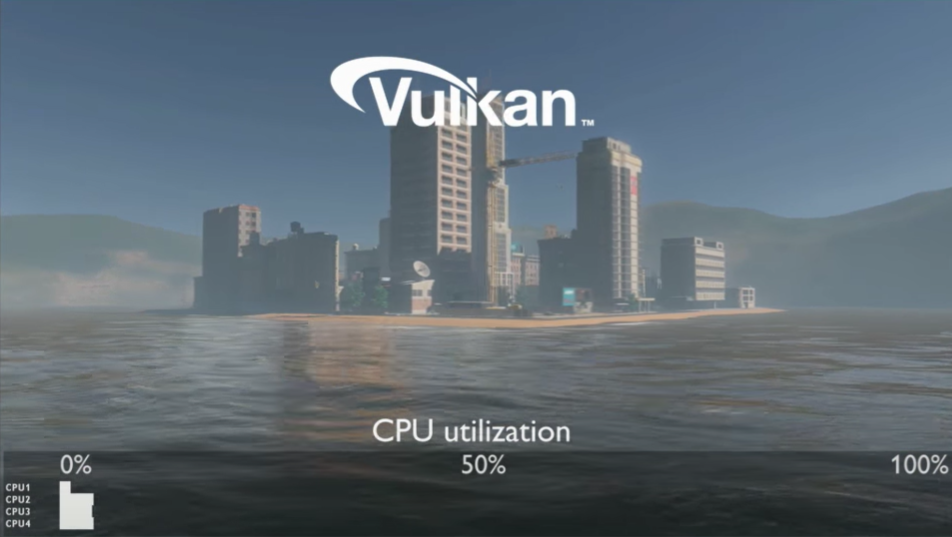 Vulkan™
CPU utilization
0% 50% 100%
CPU1
CPU2
CPU3
CPU4